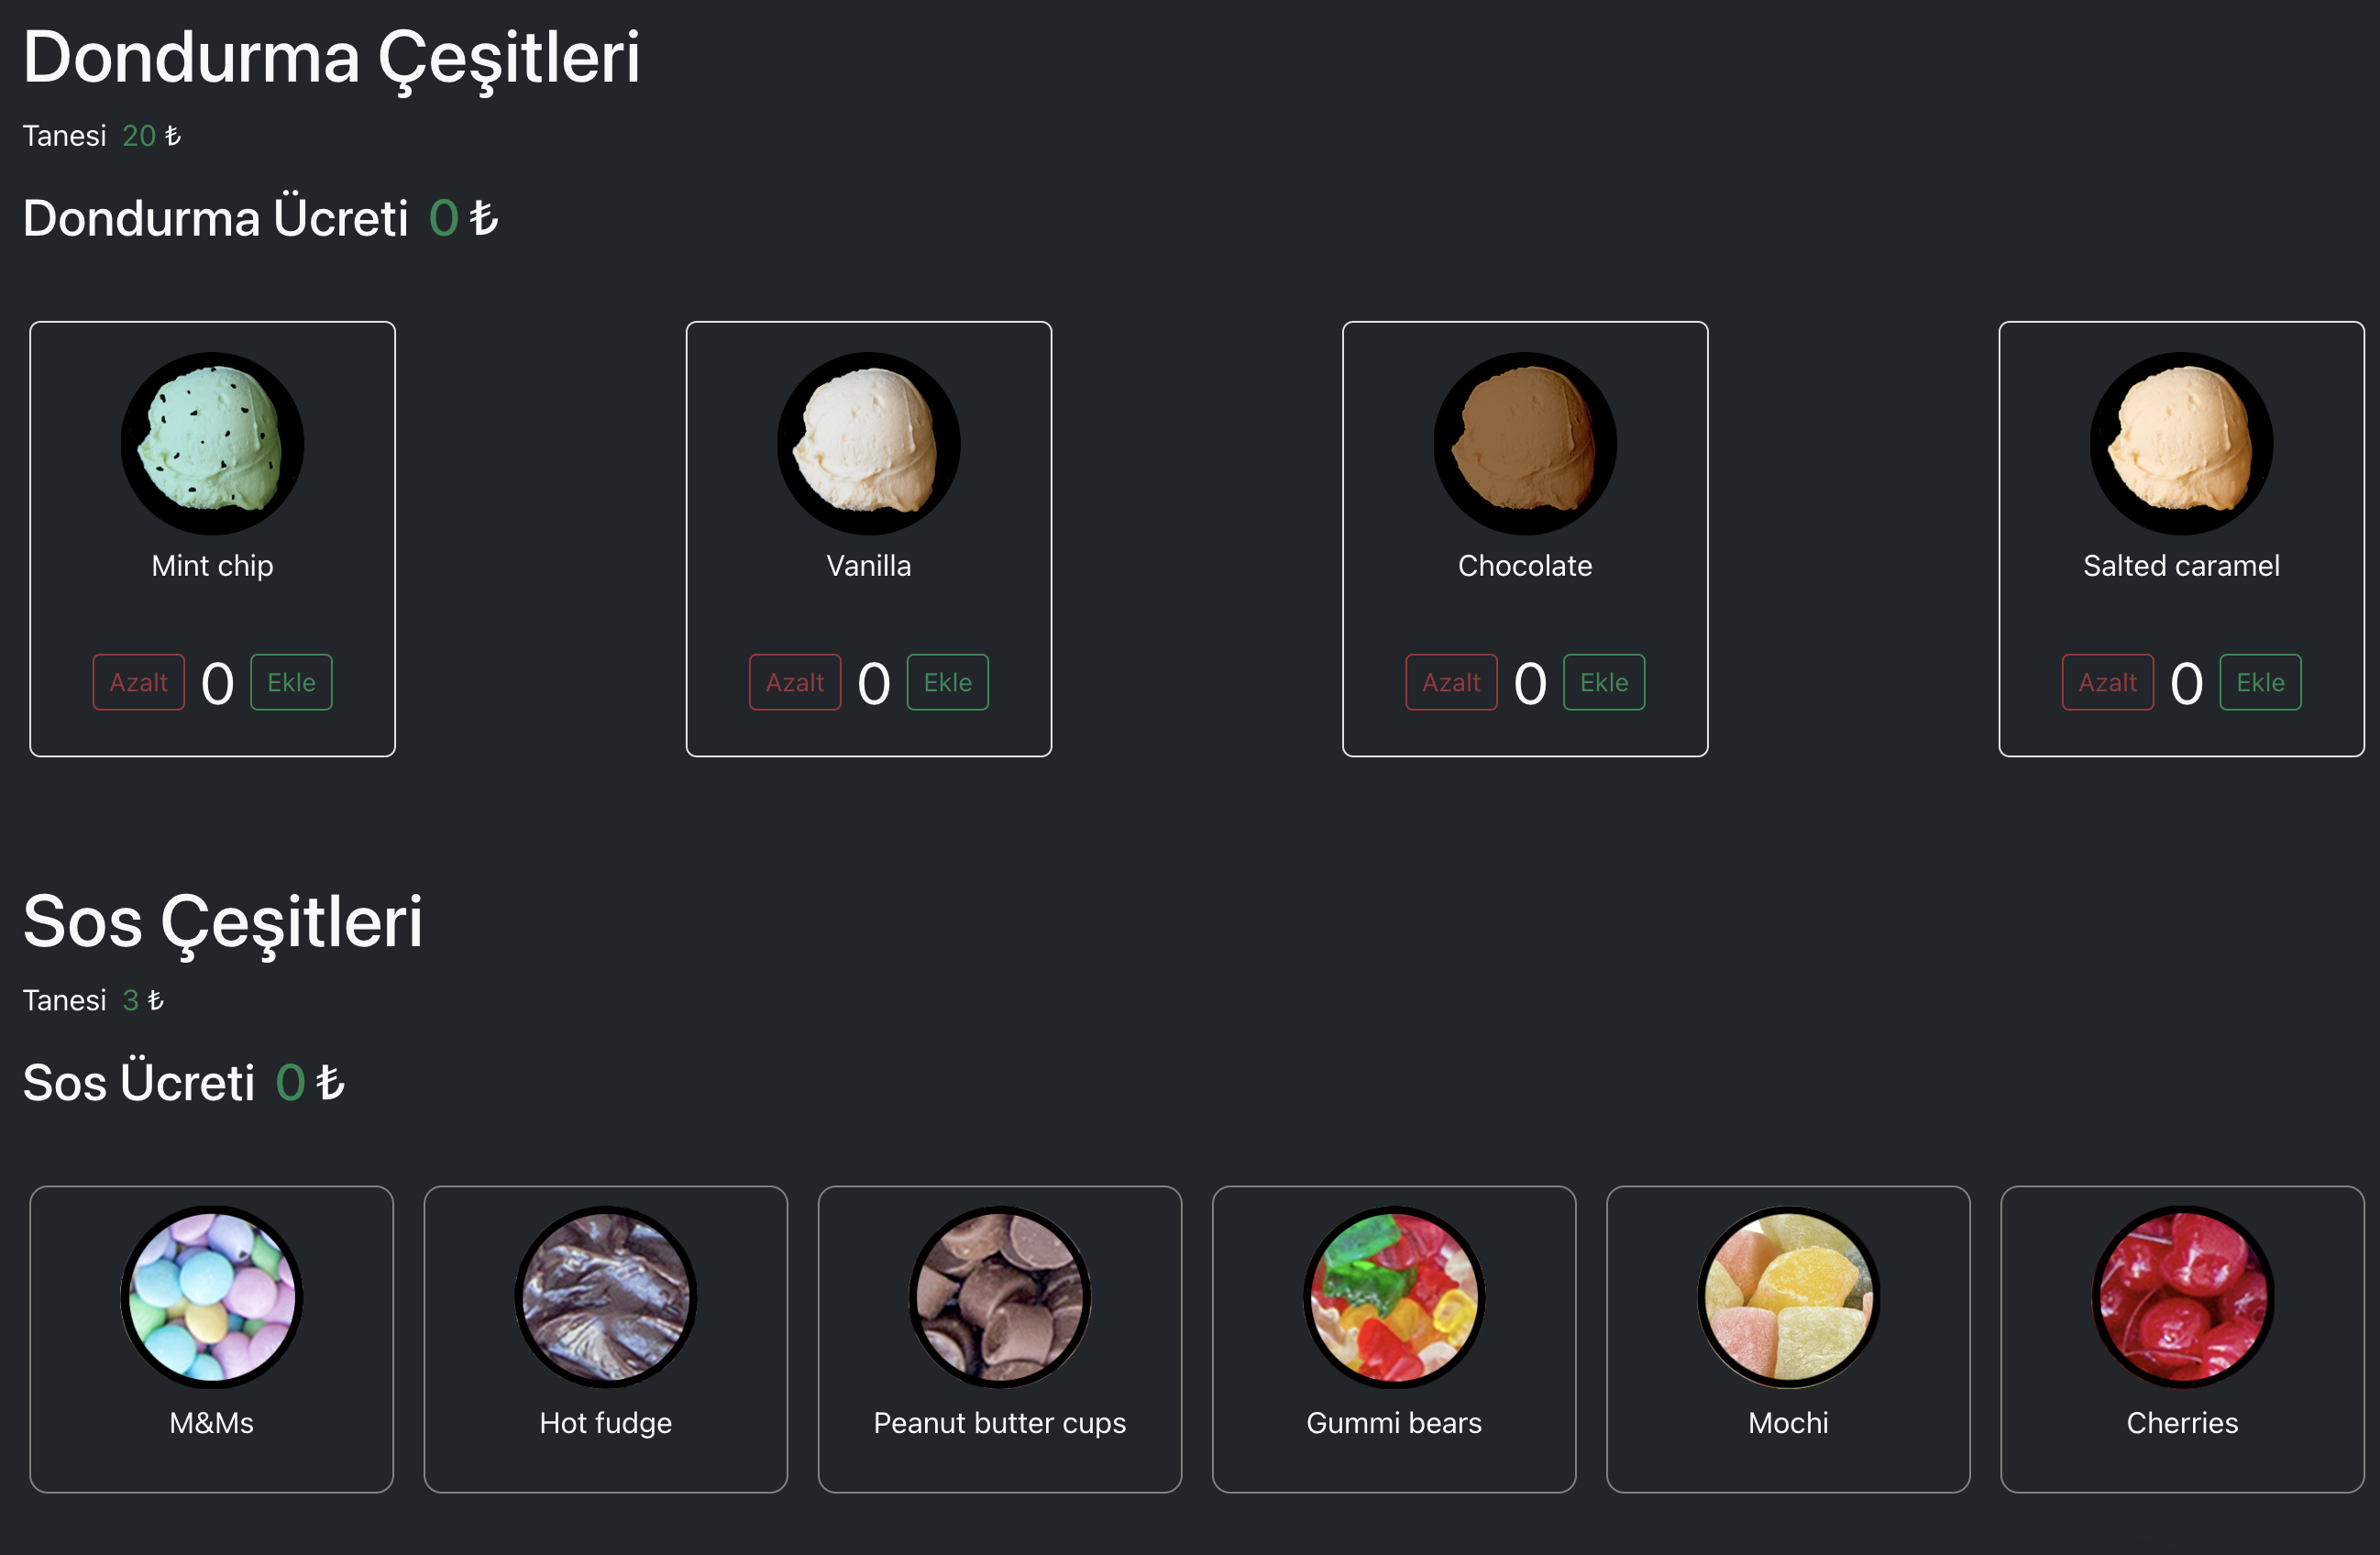 Dondurma Çeşitleri
Tanesi 20 ₺
Dondurma Ücreti 0 ₺
Mint chip
Vanilla
Chocolate
Salted caramel
Azalt 0 Ekle
Azalt 0 Ekle
Azalt 0 Ekle
Azalt 0 Ekle
Sos Çeşitleri
Tanesi 3 ₺
Sos Ücreti 0 ₺
M&Ms
Hot fudge
Peanut butter cups
Gummi bears
Mochi
Cherries